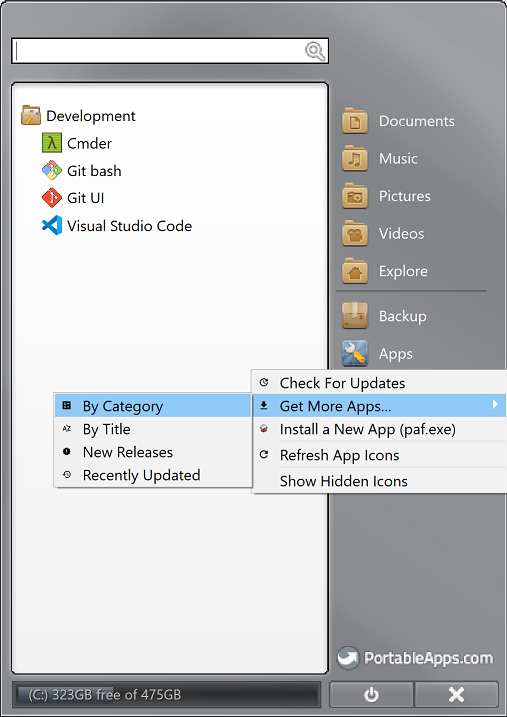 Development
Cmder
Git bash
Git UI
Visual Studio Code
Documents
Music
Pictures
Videos
Explore
Backup
Apps
Check For Updates
Get More Apps...
Install a New App (paf.exe)
Refresh App Icons
Show Hidden Icons
By Category
By Title
New Releases
Recently Updated
PortableApps.com
(C:) 323GB free of 475GB